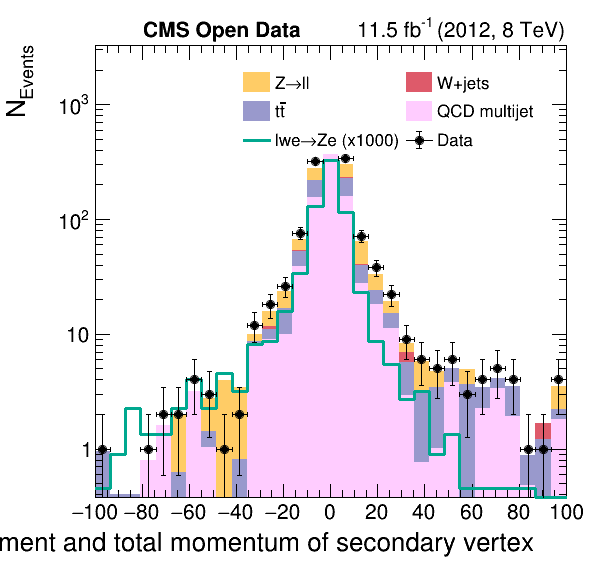 CMS Open Data 11.5 fb⁻¹ (2012, 8 TeV)
N_Events
Z→ll W+jets
tt̄ QCD multijet
lwe→Ze (x1000) Data
10³
10²
10
1
−100 −80 −60 −40 −20 0 20 40 60 80 100
ment and total momentum of secondary vertex